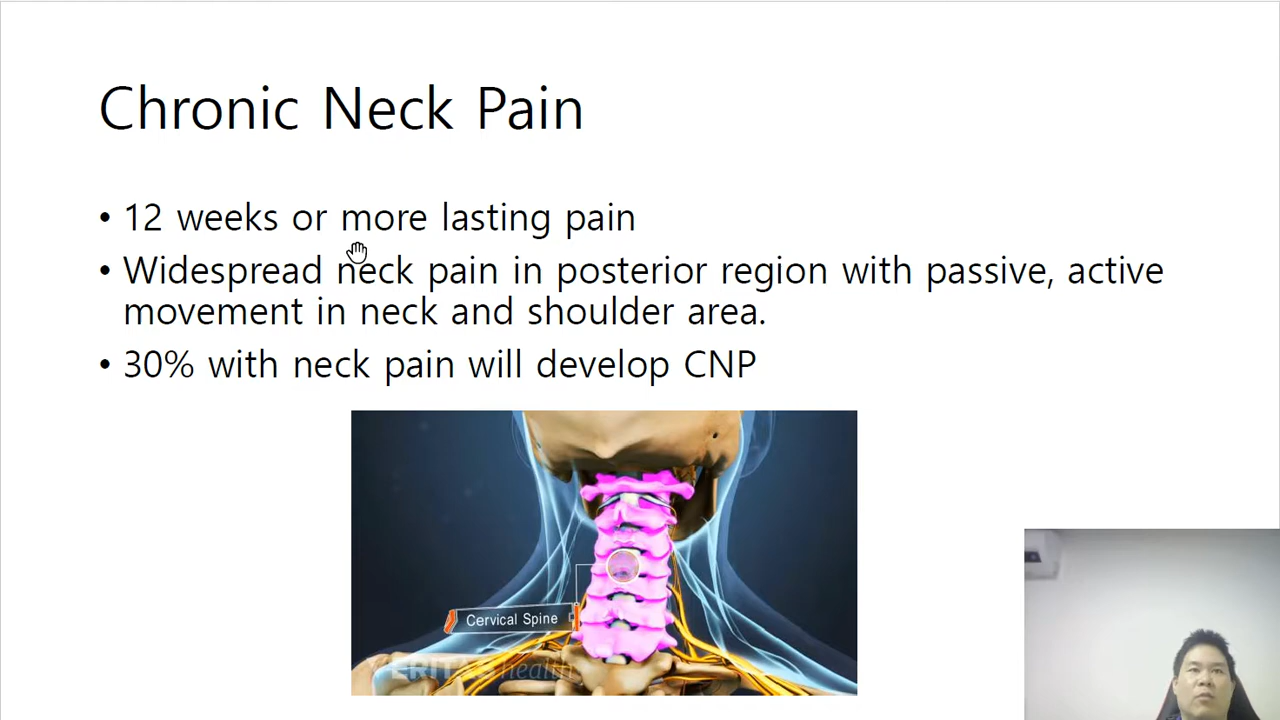 Chronic Neck Pain
• 12 weeks or more lasting pain
• Widespread neck pain in posterior region with passive, active
movement in neck and shoulder area.
• 30% with neck pain will develop CNP
Cervical Spine
health